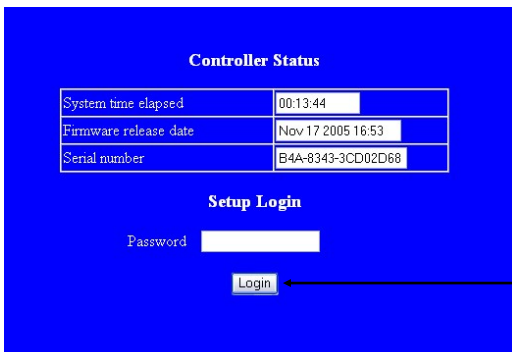 Controller Status
System time elapsed 00:13:44
Firmware release date Nov 17 2005 16:53
Serial number B4A-8343-3CD02D68
Setup Login
Password
Login